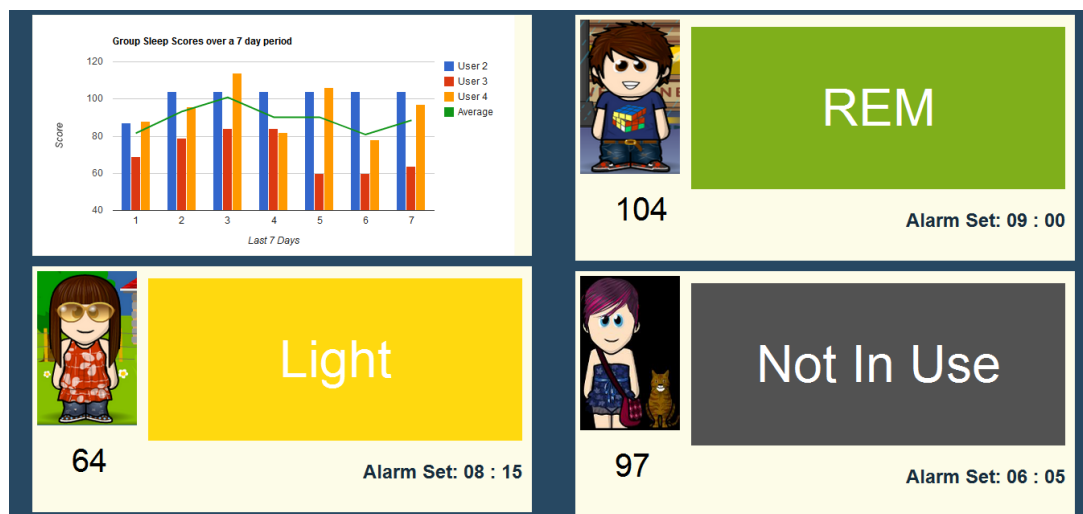 Group Sleep Scores over a 7 day period
120
100
80
60
40
Score
1 2 3 4 5 6 7
Last 7 Days
User 2
User 3
User 4
Average
REM
104
Alarm Set: 09 : 00
Light
64
Alarm Set: 08 : 15
Not In Use
97
Alarm Set: 06 : 05